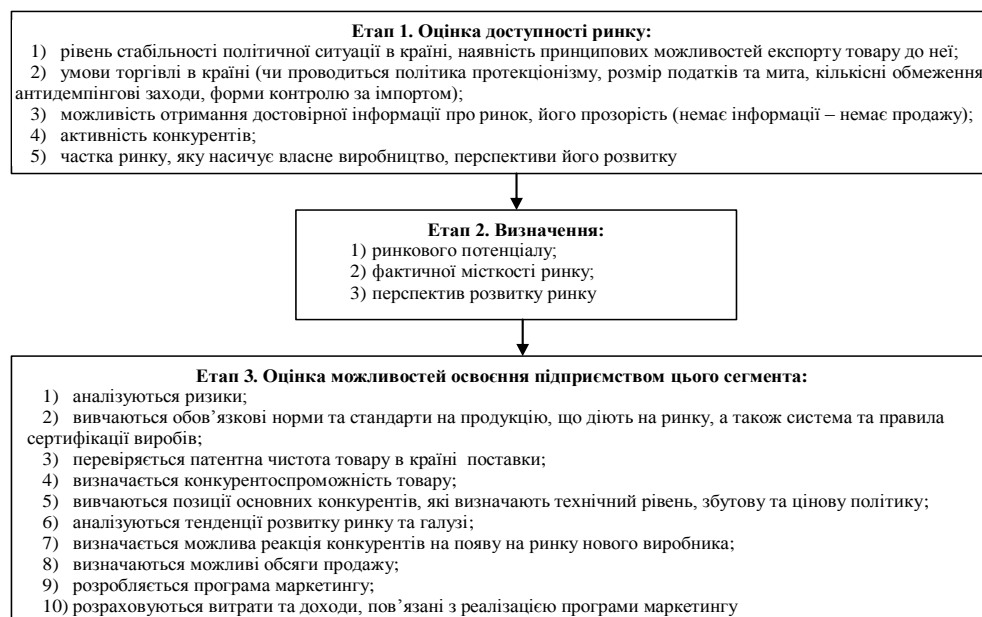 Етап 1. Оцінка доступності ринку:
1) рівень стабільності політичної ситуації в країні, наявність принципових можливостей експорту товару до неї;
2) умови торгівлі в країні (чи проводиться політика протекціонізму, розмір податків та мита, кількісні обмеження
антидемпінгові заходи, форми контролю за імпортом);
3) можливість отримання достовірної інформації про ринок, його прозорість (немає інформації – немає продажу);
4) активність конкурентів;
5) частка ринку, яку насичує власне виробництво, перспективи його розвитку
Етап 2. Визначення:
1) ринкового потенціалу;
2) фактичної місткості ринку;
3) перспектив розвитку ринку
Етап 3. Оцінка можливостей освоєння підприємством цього сегмента:
1) аналізуються ризики;
2) вивчаються обов’язкові норми та стандарти на продукцію, що діють на ринку, а також система та правила
сертифікації виробів;
3) перевіряється патентна чистота товару в країні поставки;
4) визначається конкурентоспроможність товару;
5) вивчаються позиції основних конкурентів, які визначають технічний рівень, збутову та цінову політику;
6) аналізуються тенденції розвитку ринку та галузі;
7) визначається можлива реакція конкурентів на появу на ринку нового виробника;
8) визначаються можливі обсяги продажу;
9) розробляється програма маркетингу;
10) розраховуються витрати та доходи, пов’язані з реалізацією програми маркетингу